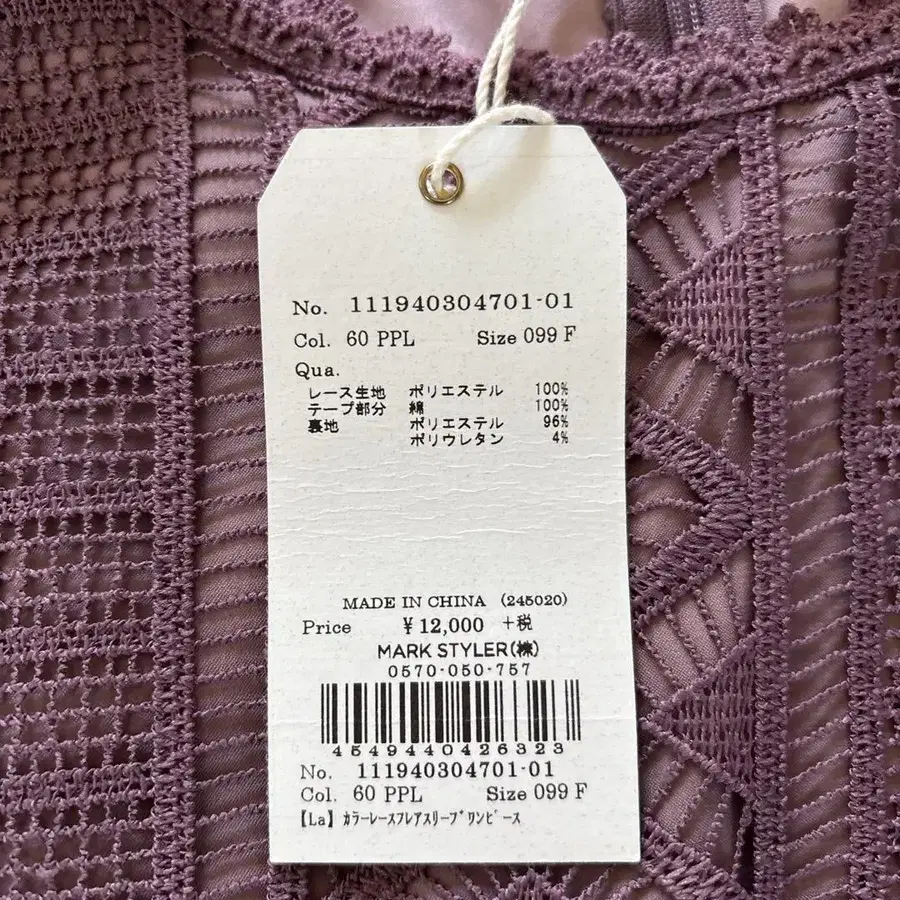 No. 111940304701-01
Col. 60 PPL Size 099 F
Qua.
レース生地 ポリエステル 100%
テープ部分 綿 100%
裏地 ポリエステル 96%
ポリウレタン 4%
MADE IN CHINA (245020)
Price ¥12,000 +税
MARK STYLER(株)
0570-050-757
4549440426323
No. 111940304701-01
Col. 60 PPL Size 099 F
【La】ｶﾗｰﾚｰｽﾌﾚｱｽﾘｰﾌﾞﾜﾝﾋﾟｰｽ